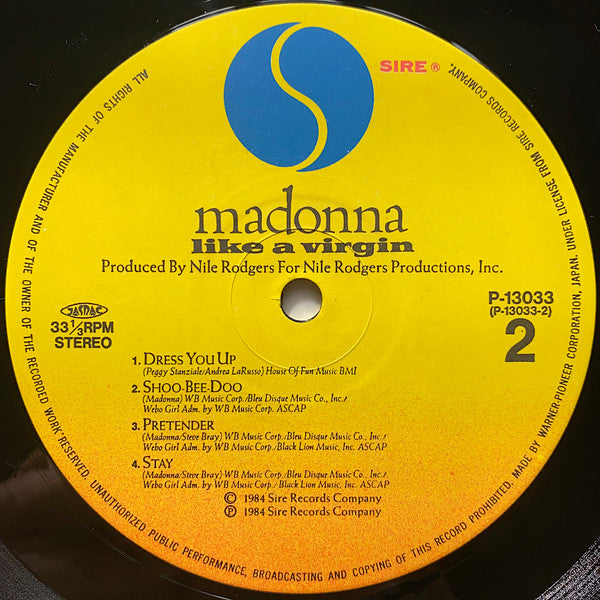 SIRE ®
madonna
like a virgin
Produced By Nile Rodgers For Nile Rodgers Productions, Inc.
JASRAC
33 1/3 RPM
STEREO
P-13033
(P-13033-2)
2
1. DRESS YOU UP
(Peggy Stanziale/Andrea LaRusso) House Of Fun Music BMI
2. SHOO-BEE-DOO
(Madonna) WB Music Corp./Bleu Disque Music Co., Inc./
Webo Girl Adm. by WB Music Corp. ASCAP
3. PRETENDER
(Madonna/Steve Bray) WB Music Corp./Bleu Disque Music Co., Inc./
Webo Girl Adm. by WB Music Corp./Black Lion Music, Inc. ASCAP
4. STAY
(Madonna/Steve Bray) WB Music Corp./Bleu Disque Music Co., Inc./
Webo Girl Adm. by WB Music Corp./Black Lion Music, Inc. ASCAP
© 1984 Sire Records Company
℗ 1984 Sire Records Company
ALL RIGHTS OF THE MANUFACTURER AND OF THE OWNER OF THE RECORDED WORK RESERVED. UNAUTHORIZED PUBLIC PERFORMANCE, BROADCASTING AND COPYING OF THIS RECORD PROHIBITED. MADE BY WARNER-PIONEER CORPORATION, JAPAN. UNDER LICENSE FROM SIRE RECORDS COMPANY.